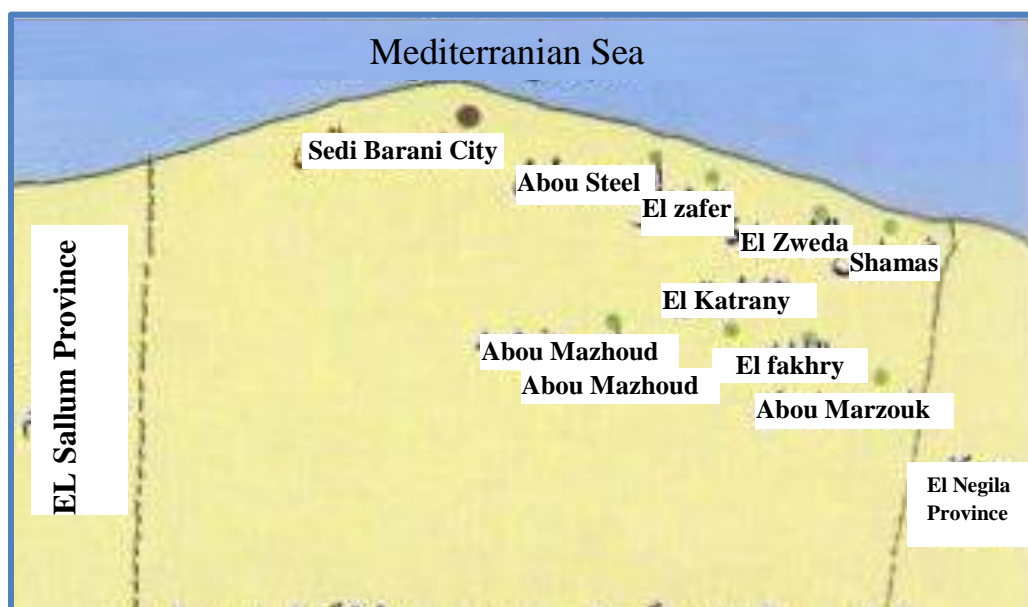 Mediterranian Sea
Sedi Barani City
Abou Steel
El zafer
El Zweda
Shamas
El Katrany
Abou Mazhoud
El fakhry
Abou Mazhoud
Abou Marzouk
EL Sallum Province
El Negila
Province